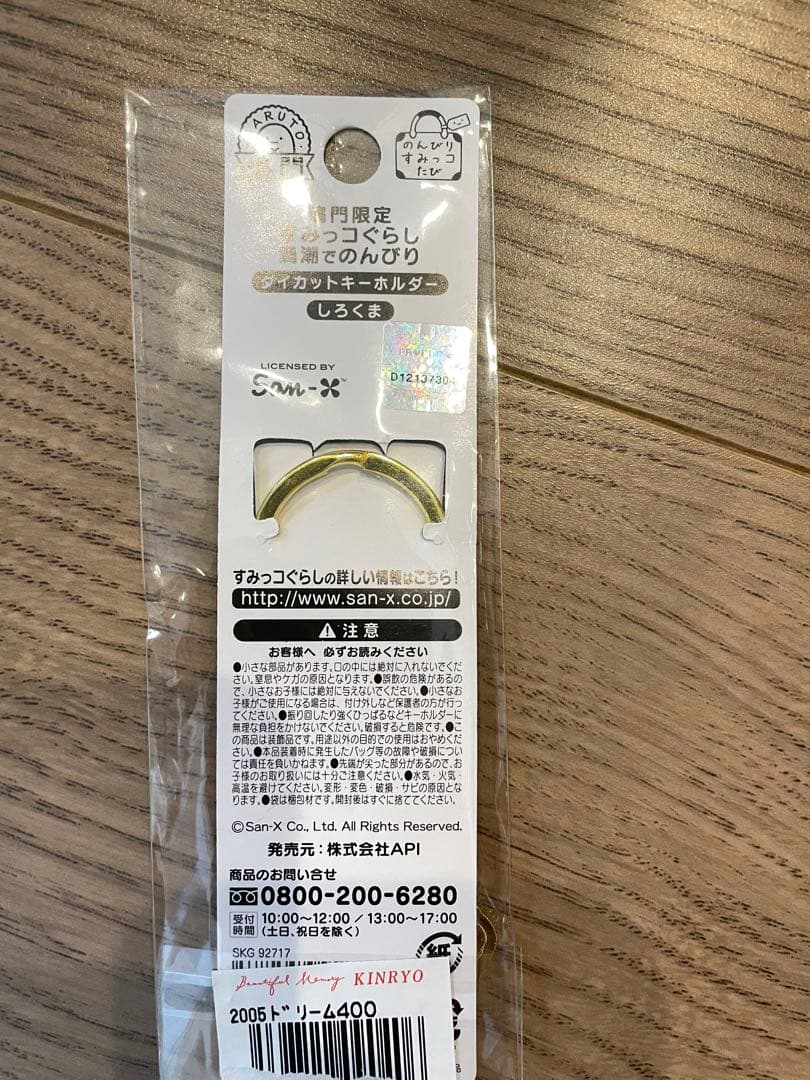 ARUTO
のんびり
すみっコ
たび
鳴門限定
すみっコぐらし
鳴潮でのんびり
ダイカットキーホルダー
しろくま
LICENSED BY
San-X™
D12137304
すみっコぐらしの詳しい情報はこちら!
http://www.san-x.co.jp/
注意
お客様へ 必ずお読みください
●小さな部品があります。口の中には絶対に入れないでくだ
さい。窒息やケガの原因となります。●誤飲の危険があるの
で、小さなお子様には絶対に与えないでください。●小さなお
子様がご使用になる場合は、付け外しなど保護者の方が行っ
てください。●振り回したり強くひっぱるなどキーホルダーに
無理な負担をかけないでください。破損すると危険です。●こ
の商品は装飾品です。用途以外の目的での使用はおやめくだ
さい。●本品装着時に発生したバッグ等の故障や破損につい
ては責任を負いかねます。●先端が尖った部分があるので、お
子様のお取り扱いには十分ご注意ください。●水気・火気・
高温を避けてください。変形・変色・破損・サビの原因とな
ります。●袋は梱包材です。開封後はすぐに捨ててください。
©San-X Co., Ltd. All Rights Reserved.
発売元:株式会社API
商品のお問い合せ
0800-200-6280
受付時間 10:00~12:00 / 13:00~17:00
(土日、祝日を除く)
SKG 92717
紙
Beautiful Memory KINRYO
2005ドリーム400